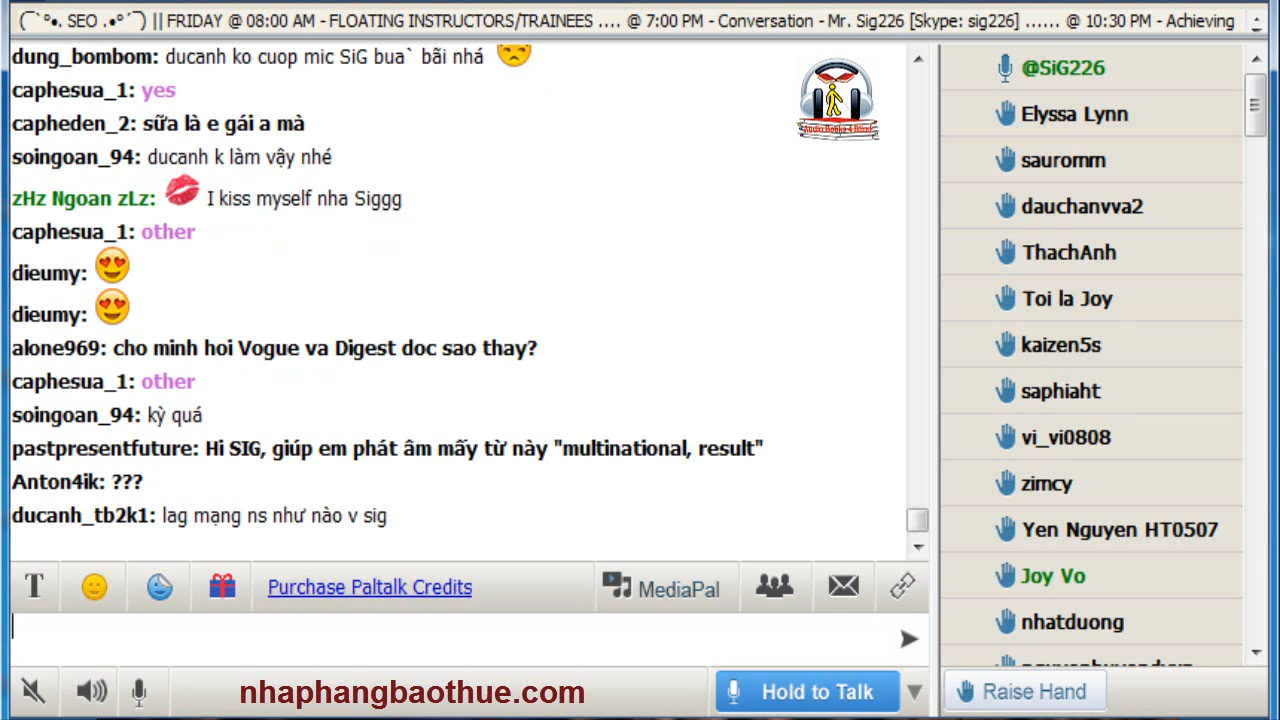 (¯`°•. SEO .•°´¯) || FRIDAY @ 08:00 AM - FLOATING INSTRUCTORS/TRAINEES .... @ 7:00 PM - Conversation - Mr. Sig226 [Skype: sig226] ...... @ 10:30 PM - Achieving
dung_bombom: ducanh ko cuop mic SiG bua` bãi nhá
caphesua_1: yes
capheden_2: sữa là e gái a mà
soingoan_94: ducanh k làm vậy nhé
zHz Ngoan zLz: I kiss myself nha Siggg
caphesua_1: other
dieumy:
dieumy:
alone969: cho minh hoi Vogue va Digest doc sao thay?
caphesua_1: other
soingoan_94: kỳ quá
pastpresentfuture: Hi SIG, giúp em phát âm mấy từ này "multinational, result"
Anton4ik: ???
ducanh_tb2k1: lag mạng ns như nào v sig
Audio Books 4 Blind
@SiG226
Elyssa Lynn
sauromm
dauchanvva2
ThachAnh
Toi la Joy
kaizen5s
saphiaht
vi_vi0808
zimcy
Yen Nguyen HT0507
Joy Vo
nhatduong
T
Purchase Paltalk Credits
MediaPal
nhaphangbaothue.com
Hold to Talk
Raise Hand